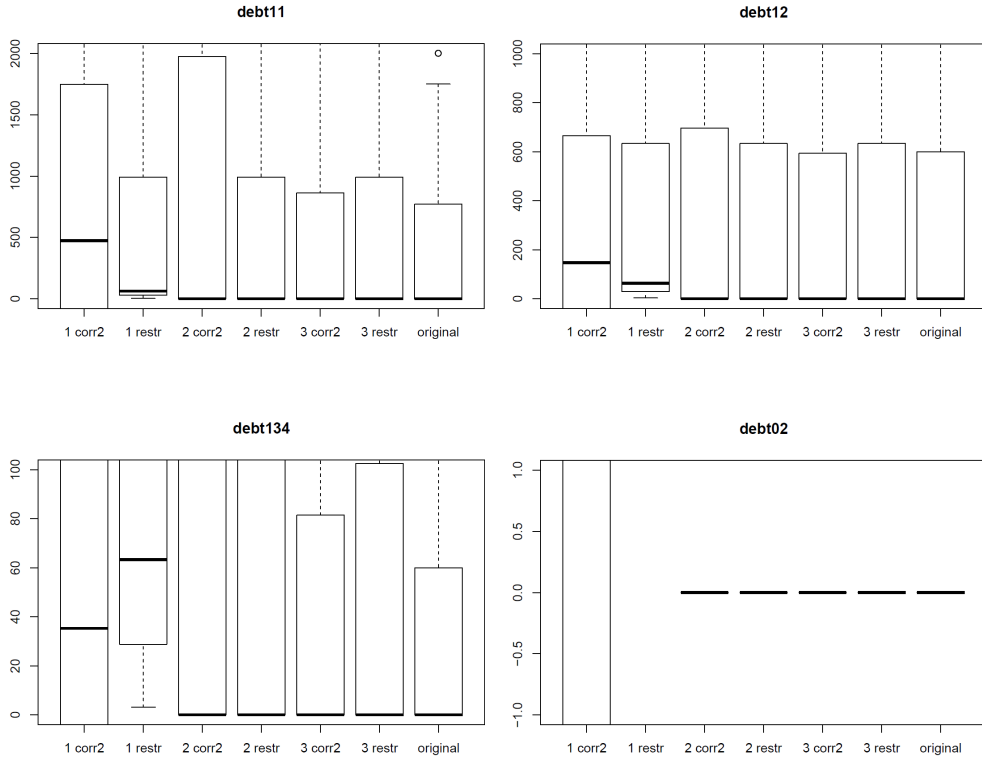 debt11
2000
1500
1000
500
0
1 corr2 1 restr 2 corr2 2 restr 3 corr2 3 restr original
debt12
1000
800
600
400
200
0
1 corr2 1 restr 2 corr2 2 restr 3 corr2 3 restr original
debt134
100
80
60
40
20
0
1 corr2 1 restr 2 corr2 2 restr 3 corr2 3 restr original
debt02
1.0
0.5
0.0
−0.5
−1.0
1 corr2 1 restr 2 corr2 2 restr 3 corr2 3 restr original